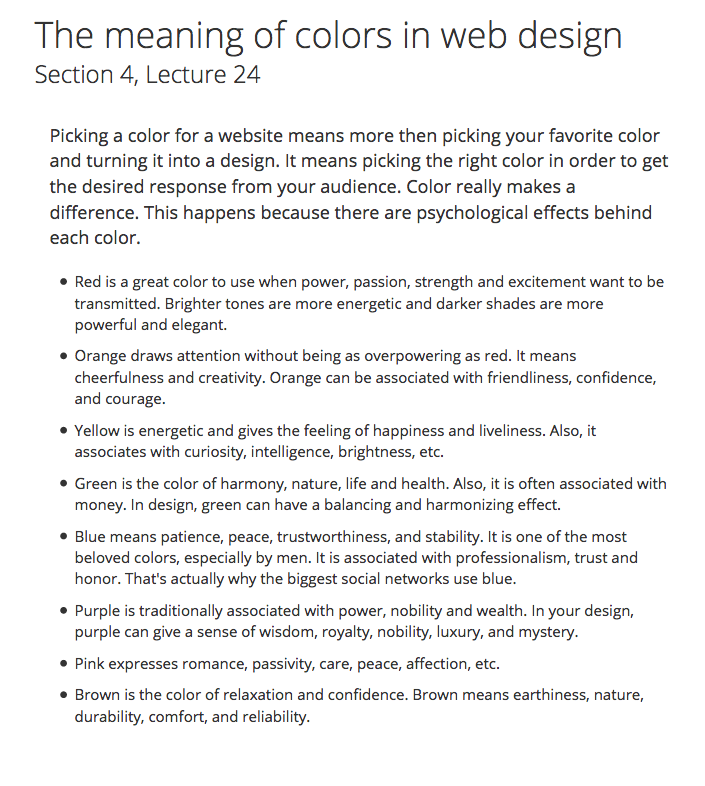 The meaning of colors in web design
Section 4, Lecture 24
Picking a color for a website means more then picking your favorite color
and turning it into a design. It means picking the right color in order to get
the desired response from your audience. Color really makes a
difference. This happens because there are psychological effects behind
each color.
• Red is a great color to use when power, passion, strength and excitement want to be
transmitted. Brighter tones are more energetic and darker shades are more
powerful and elegant.
• Orange draws attention without being as overpowering as red. It means
cheerfulness and creativity. Orange can be associated with friendliness, confidence,
and courage.
• Yellow is energetic and gives the feeling of happiness and liveliness. Also, it
associates with curiosity, intelligence, brightness, etc.
• Green is the color of harmony, nature, life and health. Also, it is often associated with
money. In design, green can have a balancing and harmonizing effect.
• Blue means patience, peace, trustworthiness, and stability. It is one of the most
beloved colors, especially by men. It is associated with professionalism, trust and
honor. That's actually why the biggest social networks use blue.
• Purple is traditionally associated with power, nobility and wealth. In your design,
purple can give a sense of wisdom, royalty, nobility, luxury, and mystery.
• Pink expresses romance, passivity, care, peace, affection, etc.
• Brown is the color of relaxation and confidence. Brown means earthiness, nature,
durability, comfort, and reliability.